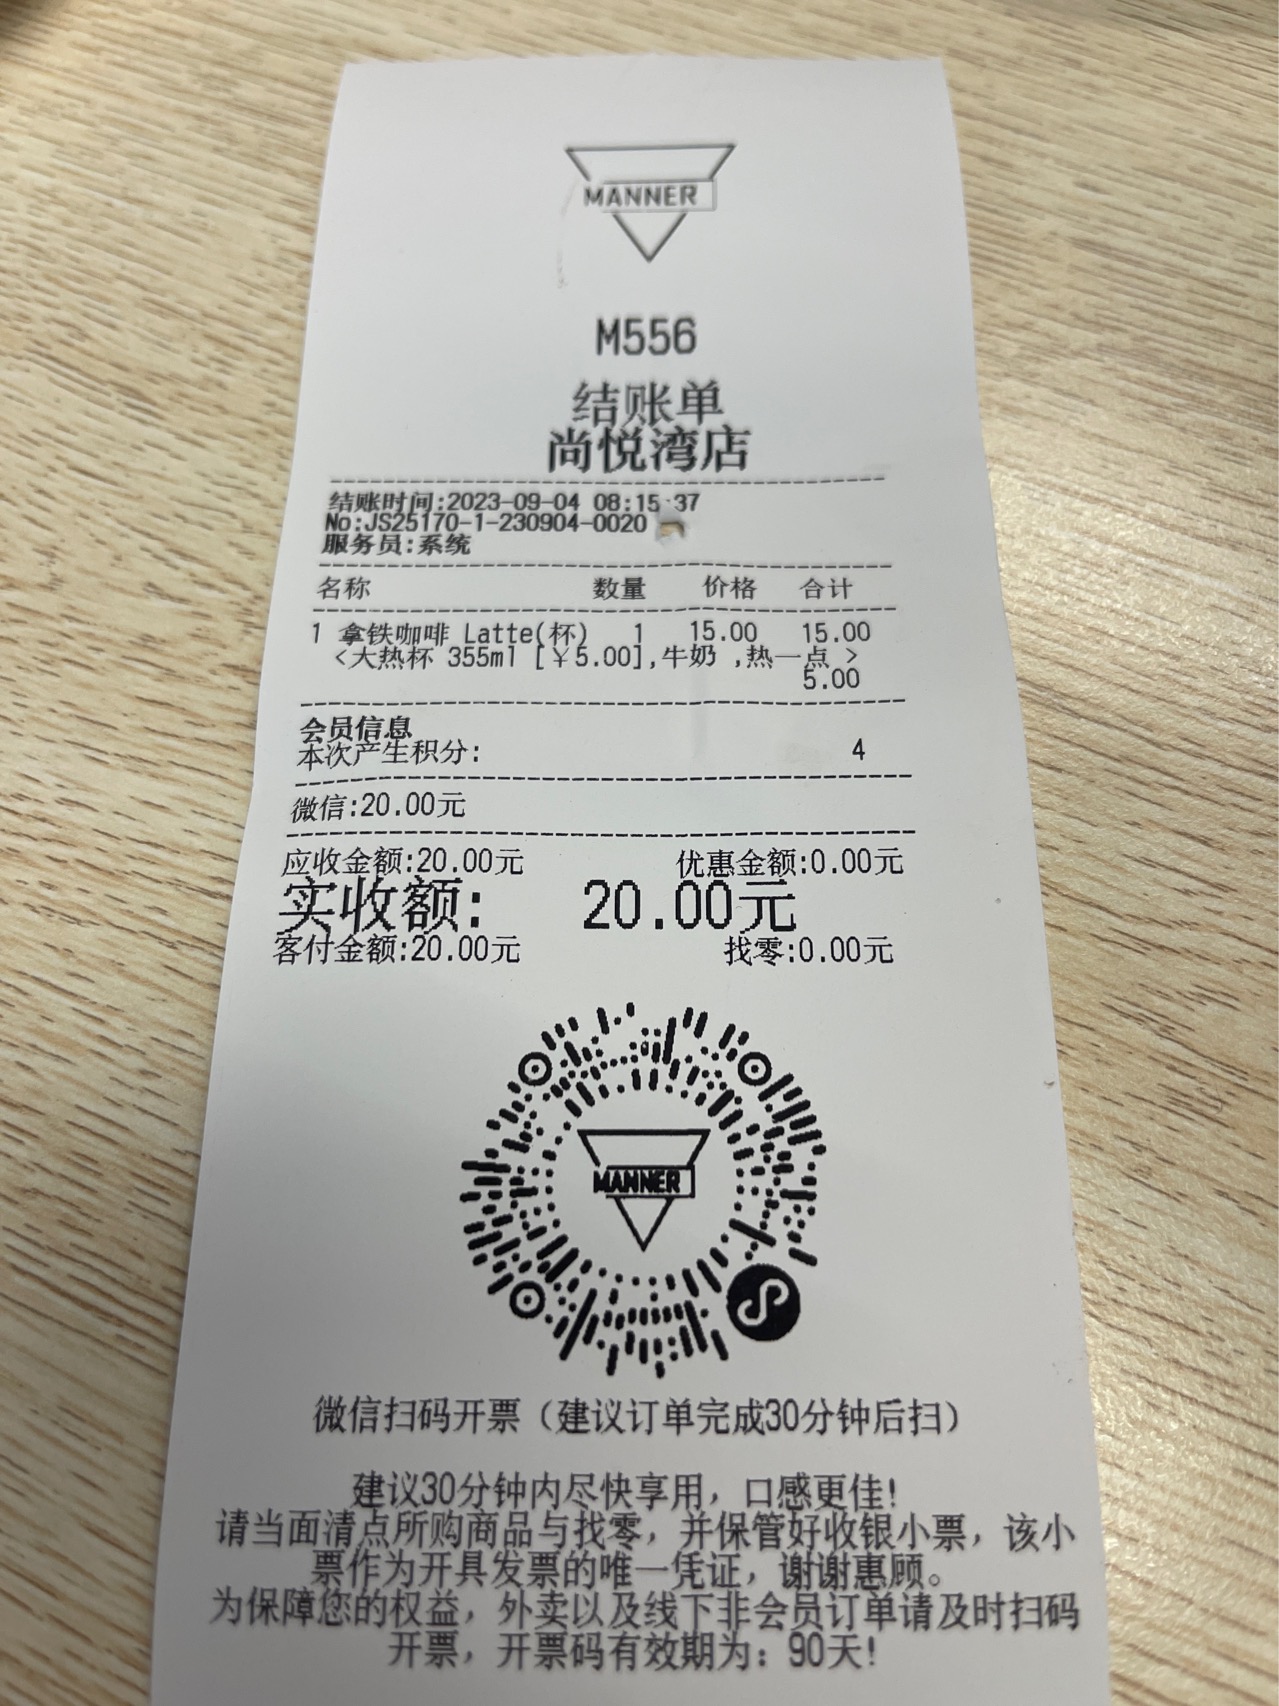 MANNER
M556
结账单
尚悦湾店
结账时间:2023-09-04 08:15:37
No:JS25170-1-230904-0020
服务员:系统
名称 数量 价格 合计
1 拿铁咖啡 Latte(杯) 1 15.00 15.00
<大热杯 355ml [¥5.00],牛奶 ,热一点 >
5.00
会员信息
本次产生积分: 4
微信:20.00元
应收金额:20.00元 优惠金额:0.00元
实收额: 20.00元
客付金额:20.00元 找零:0.00元
MANNER
微信扫码开票（建议订单完成30分钟后扫）
建议30分钟内尽快享用，口感更佳!
请当面清点所购商品与找零，并保管好收银小票，该小
票作为开具发票的唯一凭证，谢谢惠顾。
为保障您的权益，外卖以及线下非会员订单请及时扫码
开票，开票码有效期为：90天!